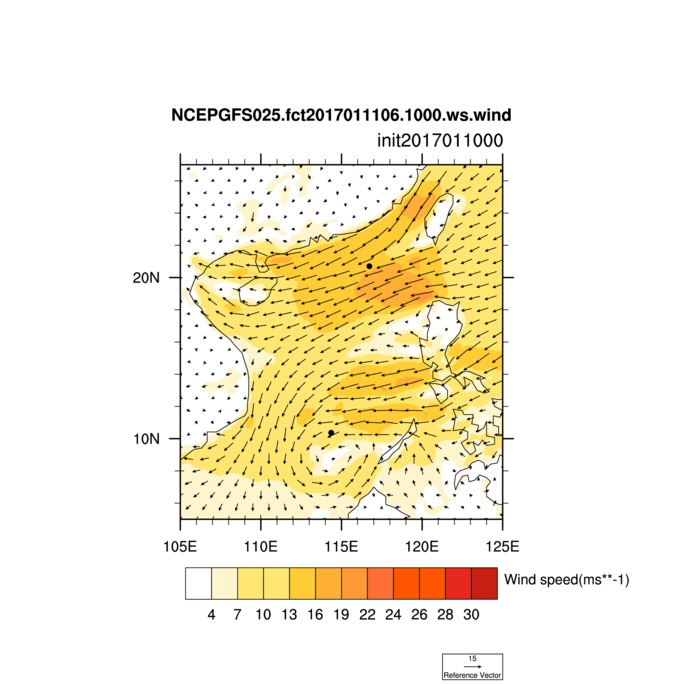 NCEPGFS025.fct2017011106.1000.ws.wind
init2017011000
20N
10N
105E 110E 115E 120E 125E
Wind speed(ms**-1)
4 7 10 13 16 19 22 24 26 28 30
15
Reference Vector